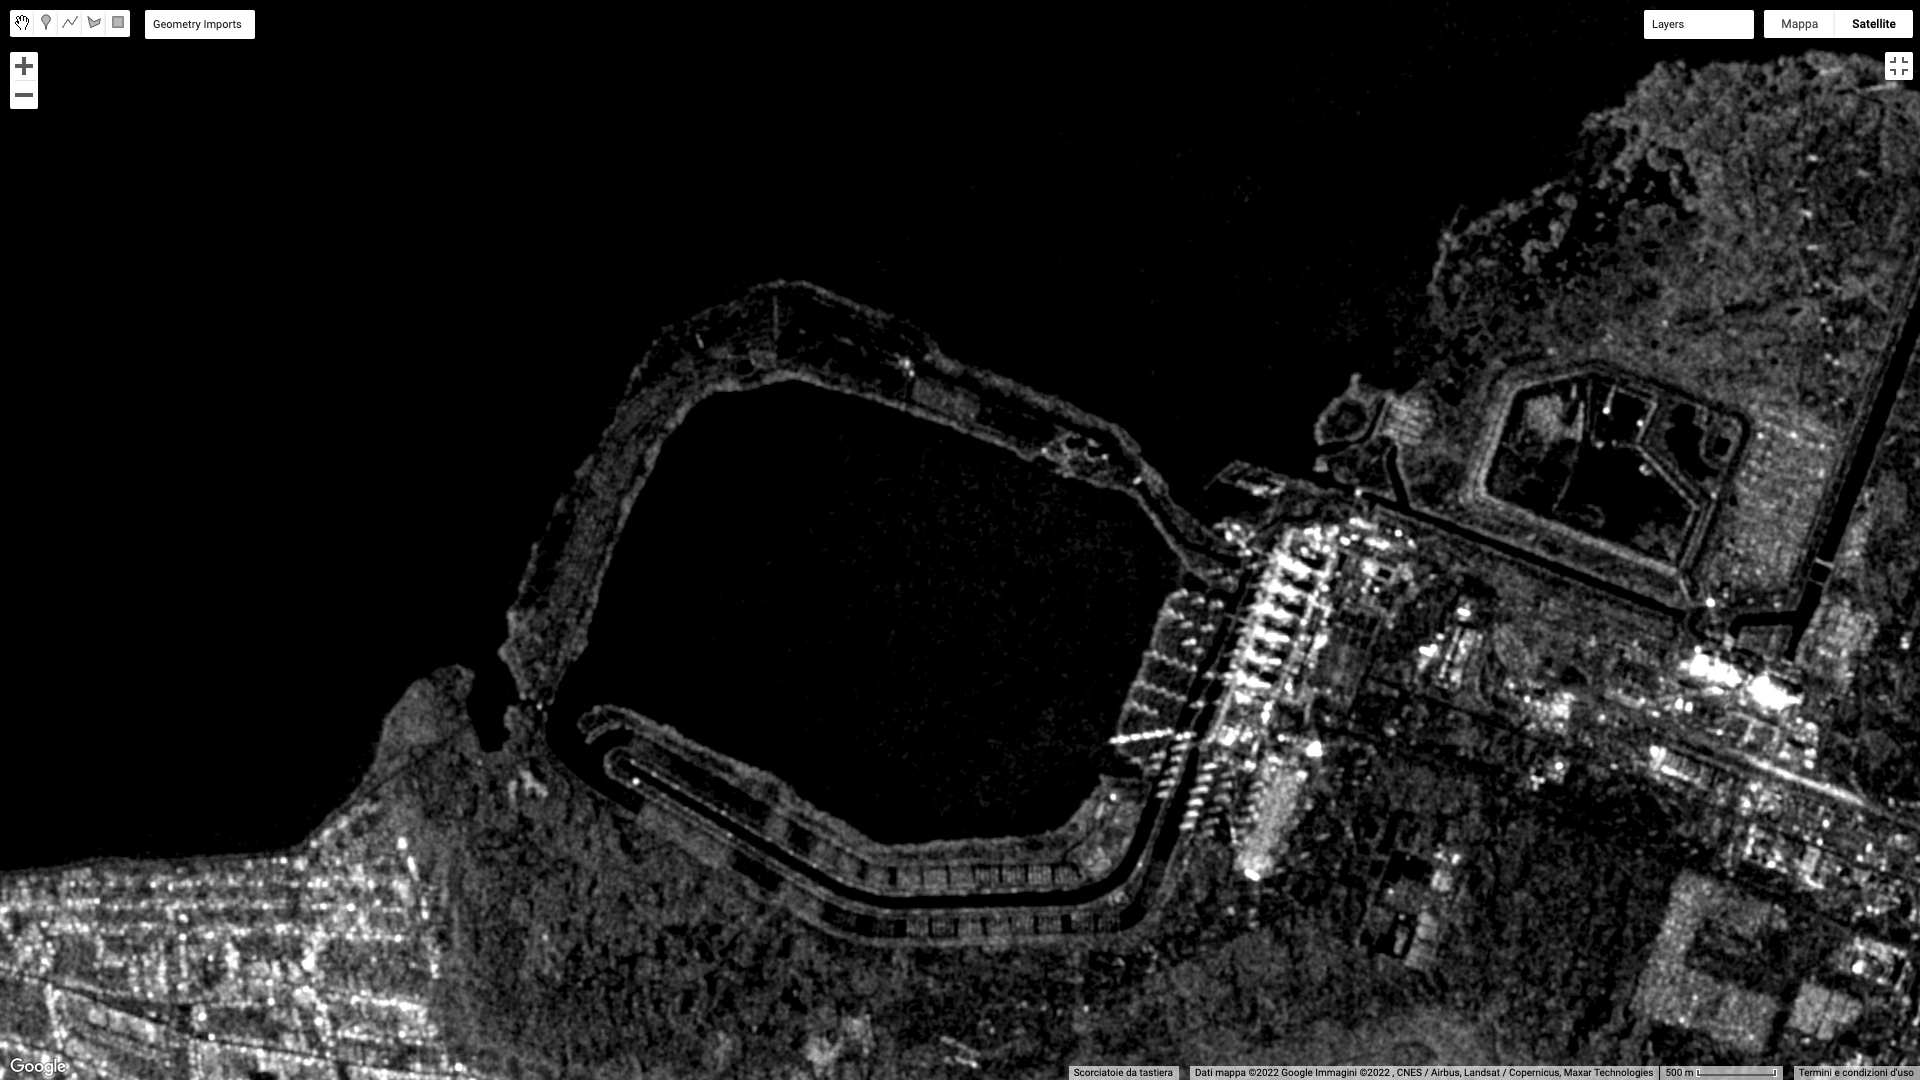 Geometry Imports
Layers
Mappa
Satellite
Google
Scorciatoie da tastiera
Dati mappa ©2022 Google Immagini ©2022 , CNES / Airbus, Landsat / Copernicus, Maxar Technologies
500 m
Termini e condizioni d'uso